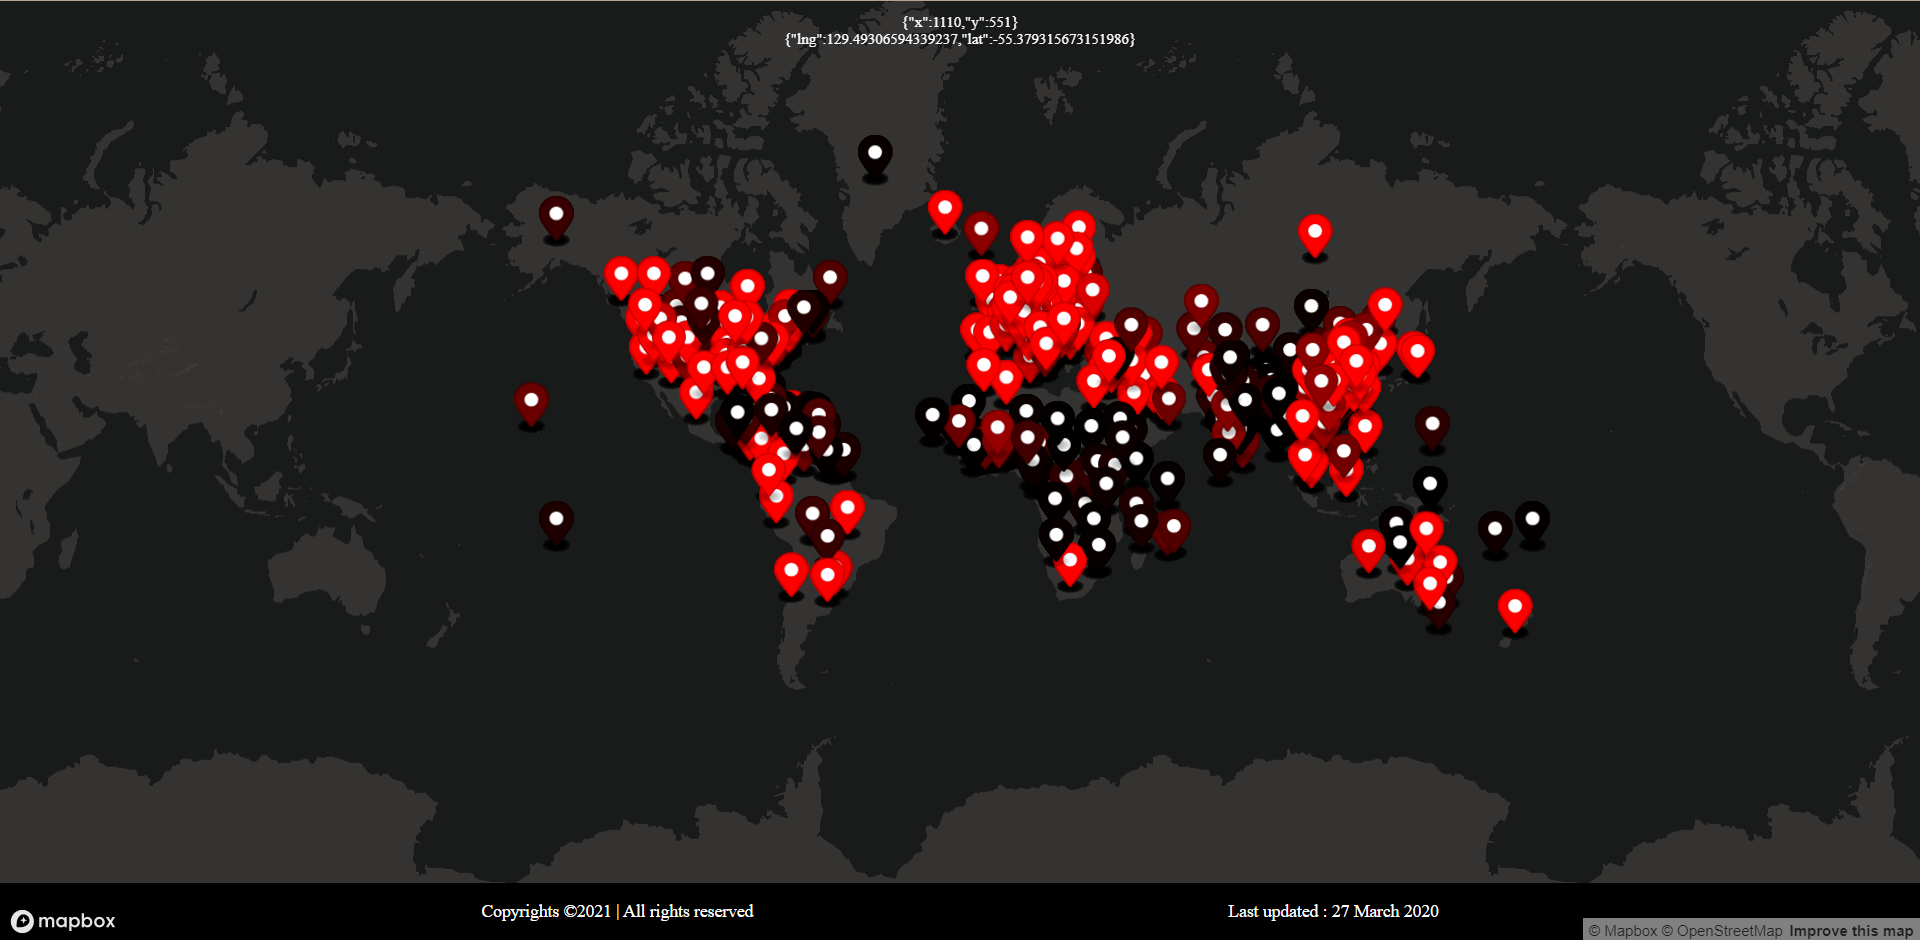 {"x":1110,"y":551}
{"lng":129.49306594339237,"lat":-55.379315673151986}
Copyrights ©2021 | All rights reserved
Last updated : 27 March 2020
mapbox
© Mapbox © OpenStreetMap Improve this map